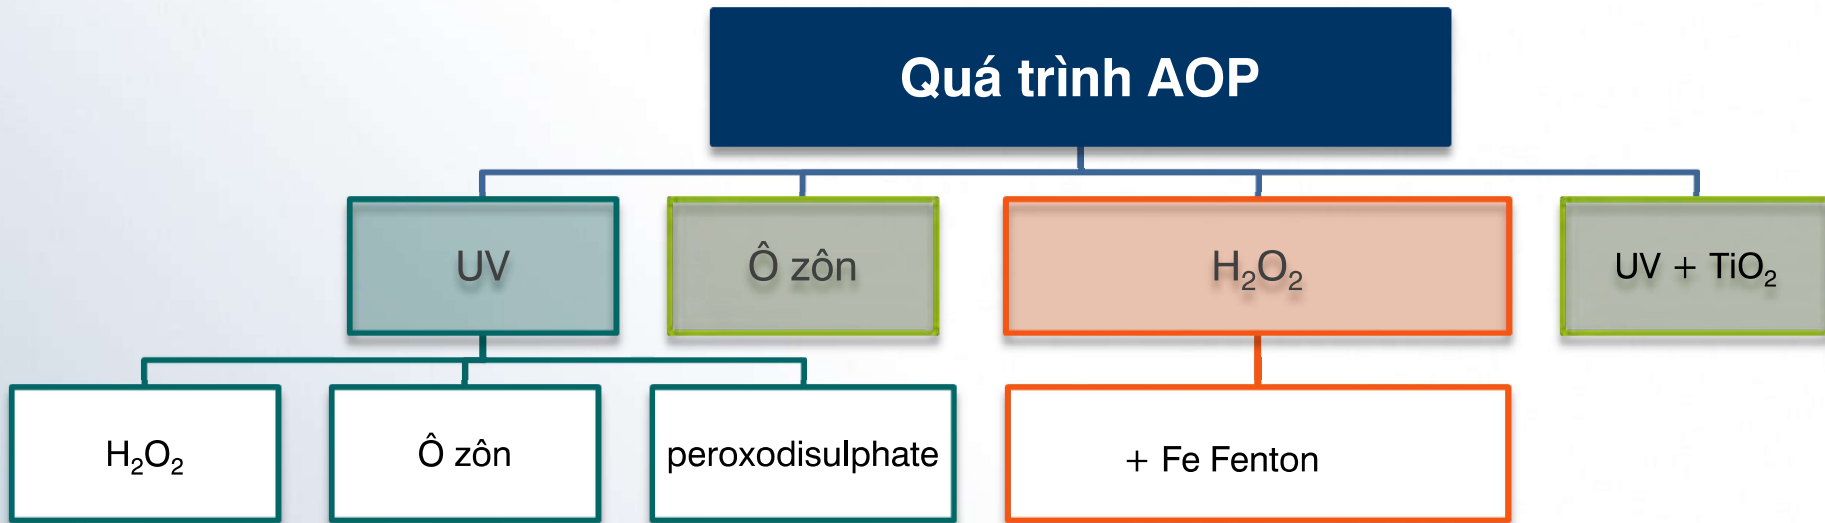 Quá trình AOP
UV
Ô zôn
H₂O₂
UV + TiO₂
H₂O₂
Ô zôn
peroxodisulphate
+ Fe Fenton